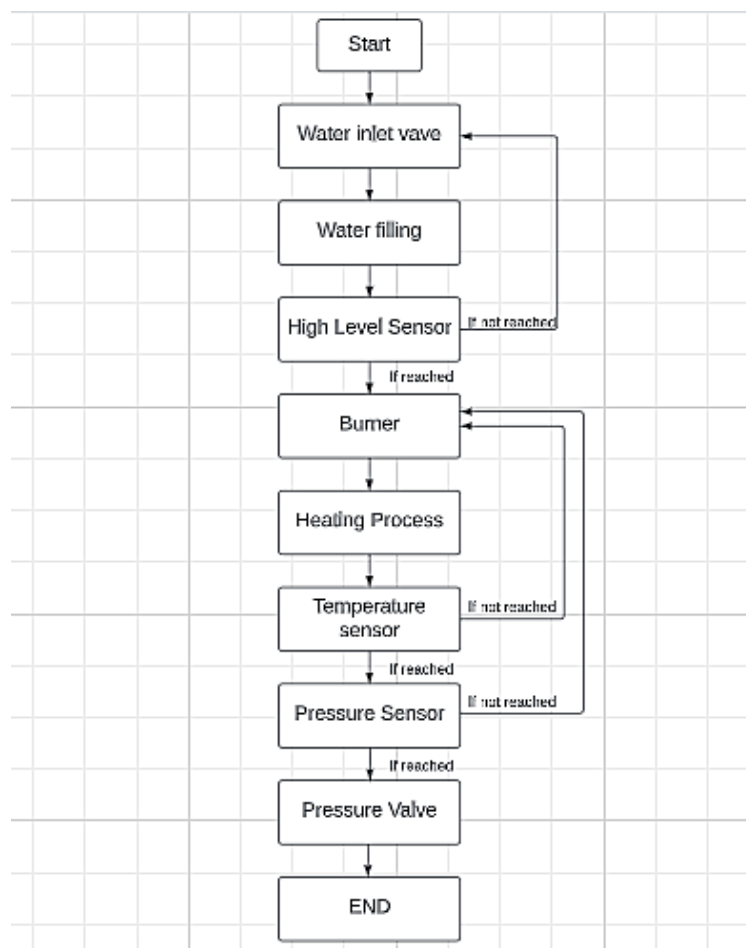 Start
Water inlet vave
Water filling
High Level Sensor
If not reached
If reached
Burner
Heating Process
Temperature
sensor
If not reached
If reached
Pressure Sensor
If not reached
If reached
Pressure Valve
END